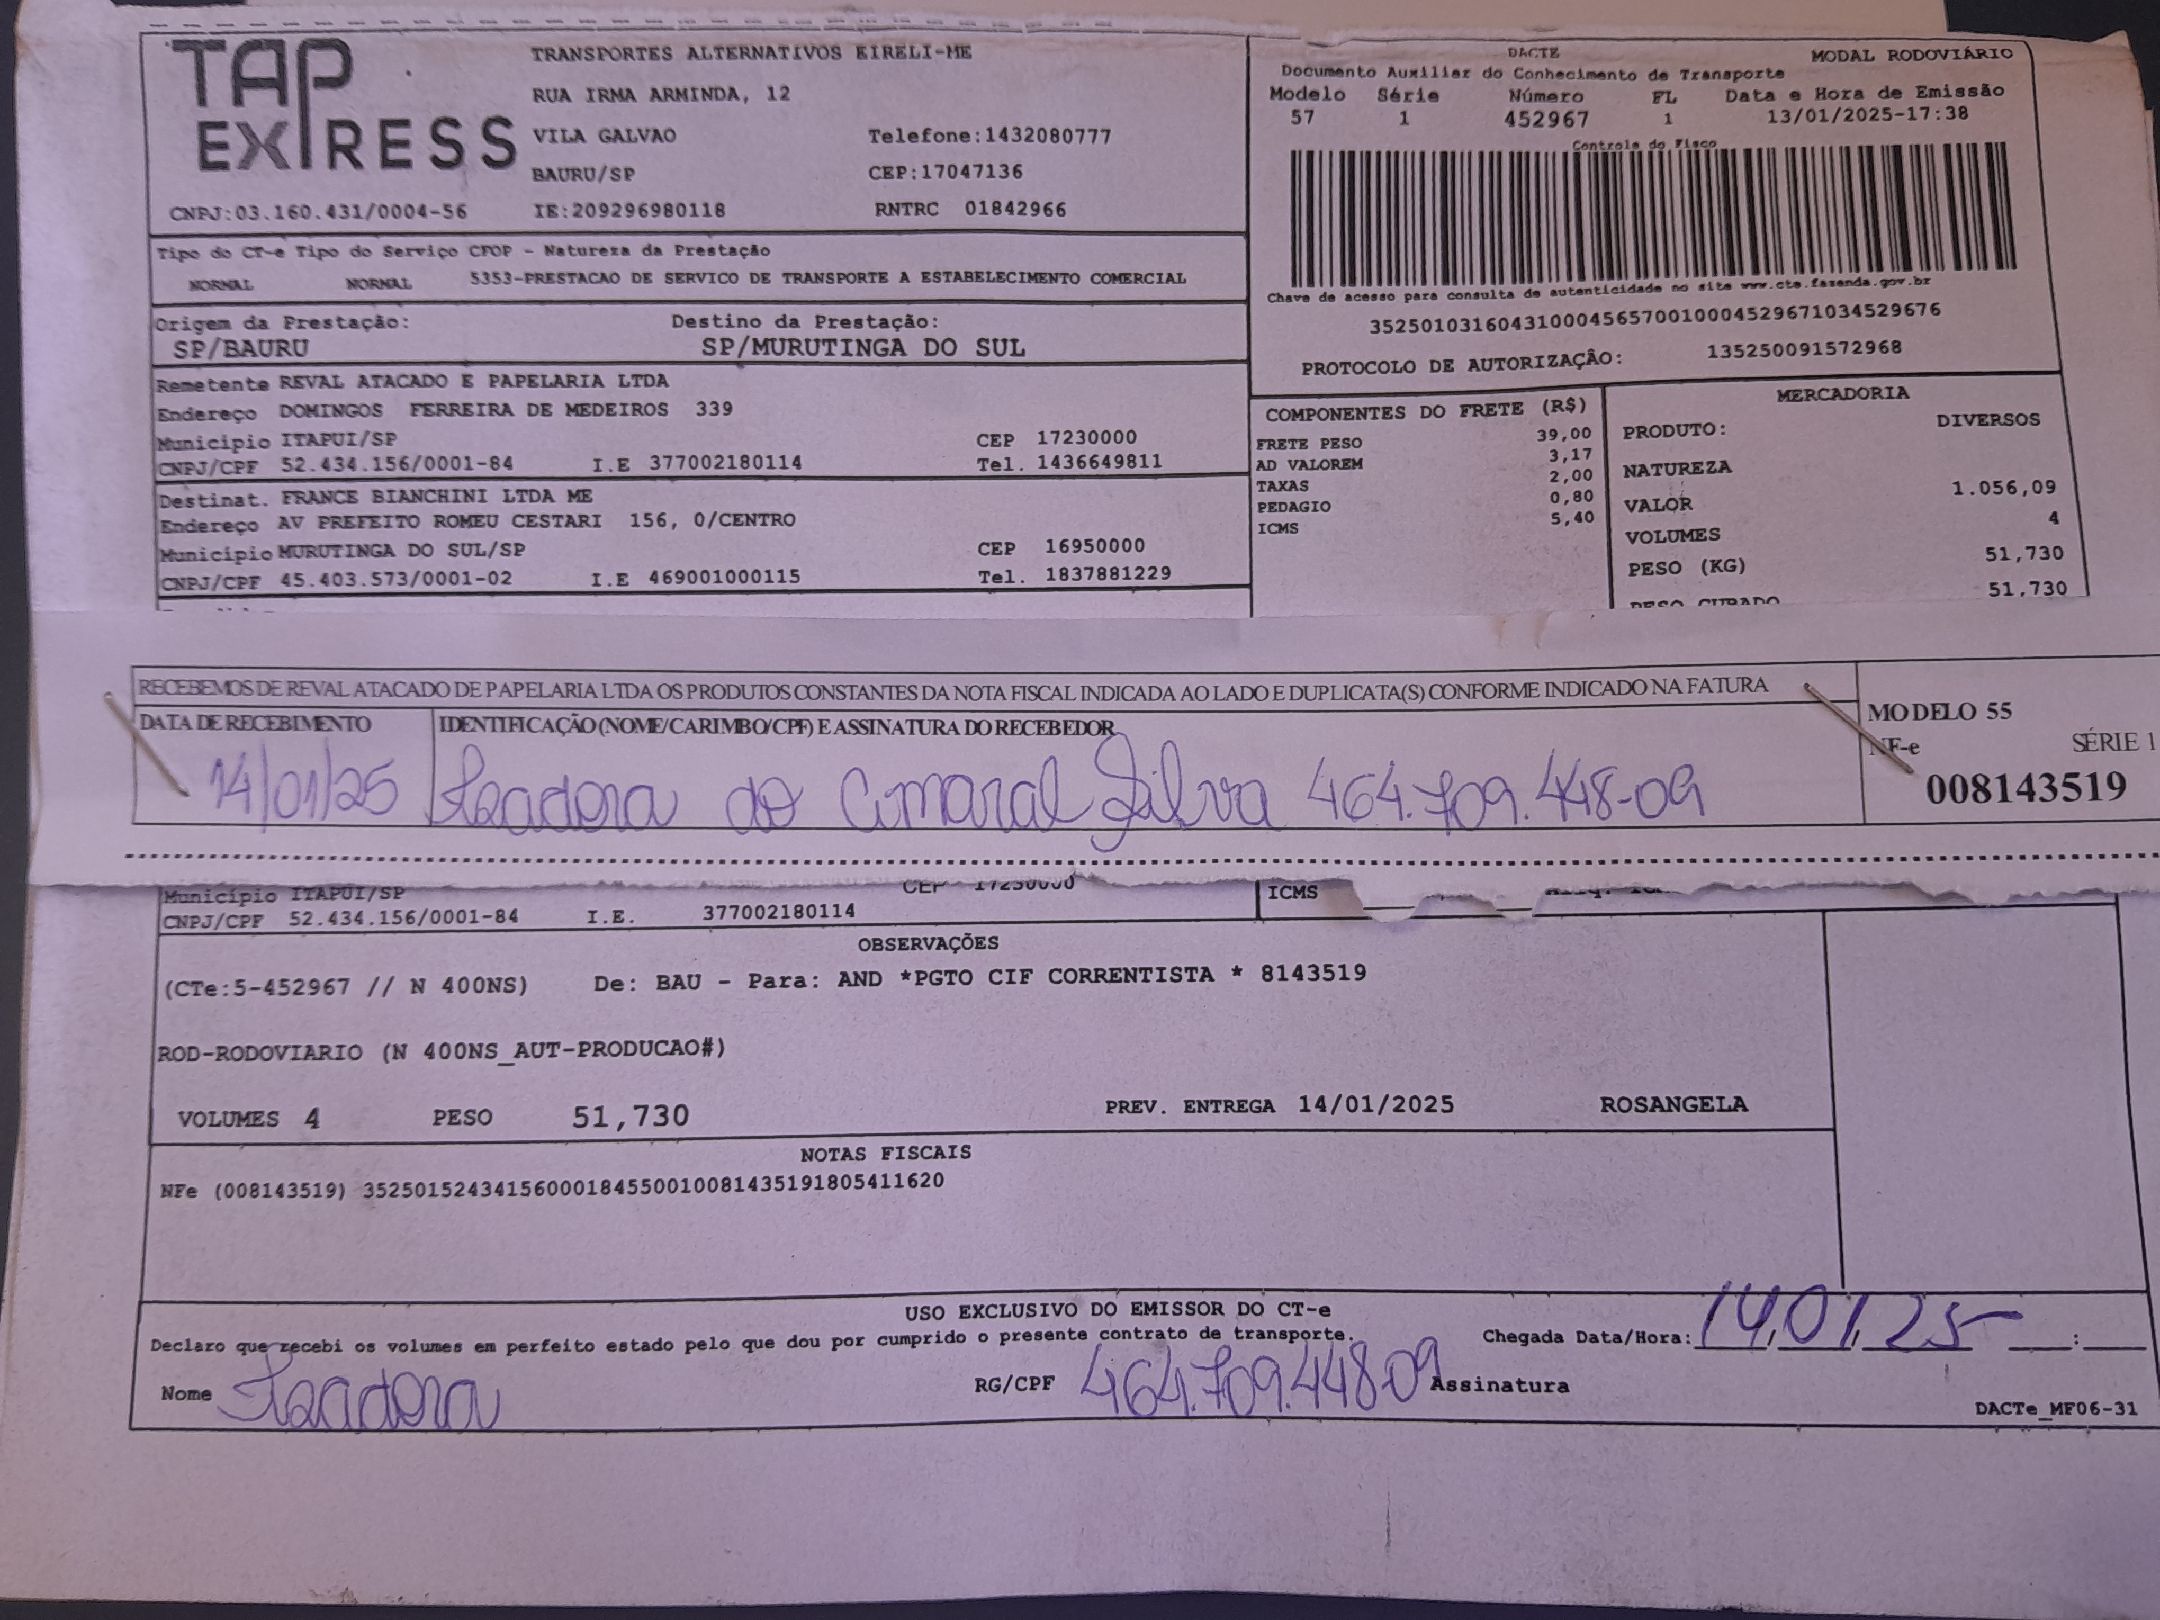 TAP EXPRESS
TRANSPORTES ALTERNATIVOS EIRELI-ME
RUA IRMA ARMINDA, 12
VILA GALVAO Telefone:1432080777
BAURU/SP CEP:17047136
CNPJ:03.160.431/0004-56 IE:209296980118 RNTRC 01842966
DACTE MODAL RODOVIÁRIO
Documento Auxiliar do Conhecimento de Transporte
Modelo Série Número FL Data e Hora de Emissão
57 1 452967 1 13/01/2025-17:38
Controle do Fisco
Chave de acesso para consulta de autenticidade no site www.cte.fazenda.gov.br
35250103160431000456570010004529671034529676
PROTOCOLO DE AUTORIZAÇÃO: 135250091572968
Tipo do CT-e Tipo do Serviço CFOP - Natureza da Prestação
NORMAL NORMAL 5353-PRESTACAO DE SERVICO DE TRANSPORTE A ESTABELECIMENTO COMERCIAL
Origem da Prestação: Destino da Prestação:
SP/BAURU SP/MURUTINGA DO SUL
Remetente REVAL ATACADO E PAPELARIA LTDA
Endereço DOMINGOS FERREIRA DE MEDEIROS 339
Município ITAPUI/SP CEP 17230000
CNPJ/CPF 52.434.156/0001-84 I.E 377002180114 Tel. 1436649811
Destinat. FRANCE BIANCHINI LTDA ME
Endereço AV PREFEITO ROMEU CESTARI 156, 0/CENTRO
Município MURUTINGA DO SUL/SP CEP 16950000
CNPJ/CPF 45.403.573/0001-02 I.E 469001000115 Tel. 1837881229
COMPONENTES DO FRETE (R$)
FRETE PESO 39,00
AD VALOREM 3,17
TAXAS 2,00
PEDAGIO 0,80
ICMS 5,40
MERCADORIA
PRODUTO: DIVERSOS
NATUREZA
VALOR 1.056,09
VOLUMES 4
PESO (KG) 51,730
PESO CUBADO 51,730
RECEBEMOS DE REVAL ATACADO DE PAPELARIA LTDA OS PRODUTOS CONSTANTES DA NOTA FISCAL INDICADA AO LADO E DUPLICATA(S) CONFORME INDICADO NA FATURA
DATA DE RECEBIMENTO IDENTIFICAÇÃO (NOME/CARIMBO/CPF) E ASSINATURA DO RECEBEDOR
14/01/25 Izadora do Amaral Silva 464.709.448-09
MODELO 55
NF-e SÉRIE 1
008143519
Município ITAPUI/SP CEP 17230000 ICMS
CNPJ/CPF 52.434.156/0001-84 I.E. 377002180114
OBSERVAÇÕES
(CTe:5-452967 // N 400NS) De: BAU - Para: AND *PGTO CIF CORRENTISTA * 8143519
ROD-RODOVIARIO (N 400NS_AUT-PRODUCAO#)
VOLUMES 4 PESO 51,730 PREV. ENTREGA 14/01/2025 ROSANGELA
NOTAS FISCAIS
NFe (008143519) 35250152434156000184550010081435191805411620
USO EXCLUSIVO DO EMISSOR DO CT-e
Declaro que recebi os volumes em perfeito estado pelo que dou por cumprido o presente contrato de transporte. Chegada Data/Hora: 14,01,25 :
Nome Izadora RG/CPF 464.709.44809 Assinatura
DACTe_MF06-31